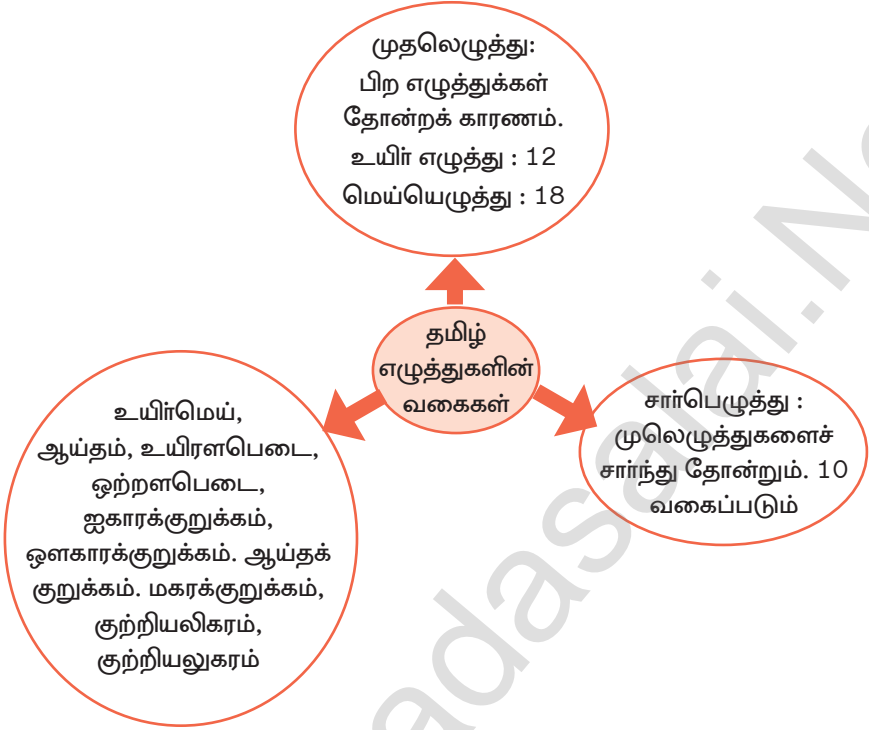 முதலெழுத்து:
பிற எழுத்துக்கள்
தோன்றக் காரணம்.
உயிர் எழுத்து : 12
மெய்யெழுத்து : 18
தமிழ்
எழுத்துகளின்
வகைகள்
உயிர்மெய்,
ஆய்தம், உயிரளபெடை,
ஒற்றளபெடை,
ஐகாரக்குறுக்கம்,
ஔகாரக்குறுக்கம். ஆய்தக்
குறுக்கம். மகரக்குறுக்கம்,
குற்றியலிகரம்,
குற்றியலுகரம்
சார்பெழுத்து :
முலெழுத்துகளைச்
சார்ந்து தோன்றும். 10
வகைப்படும்